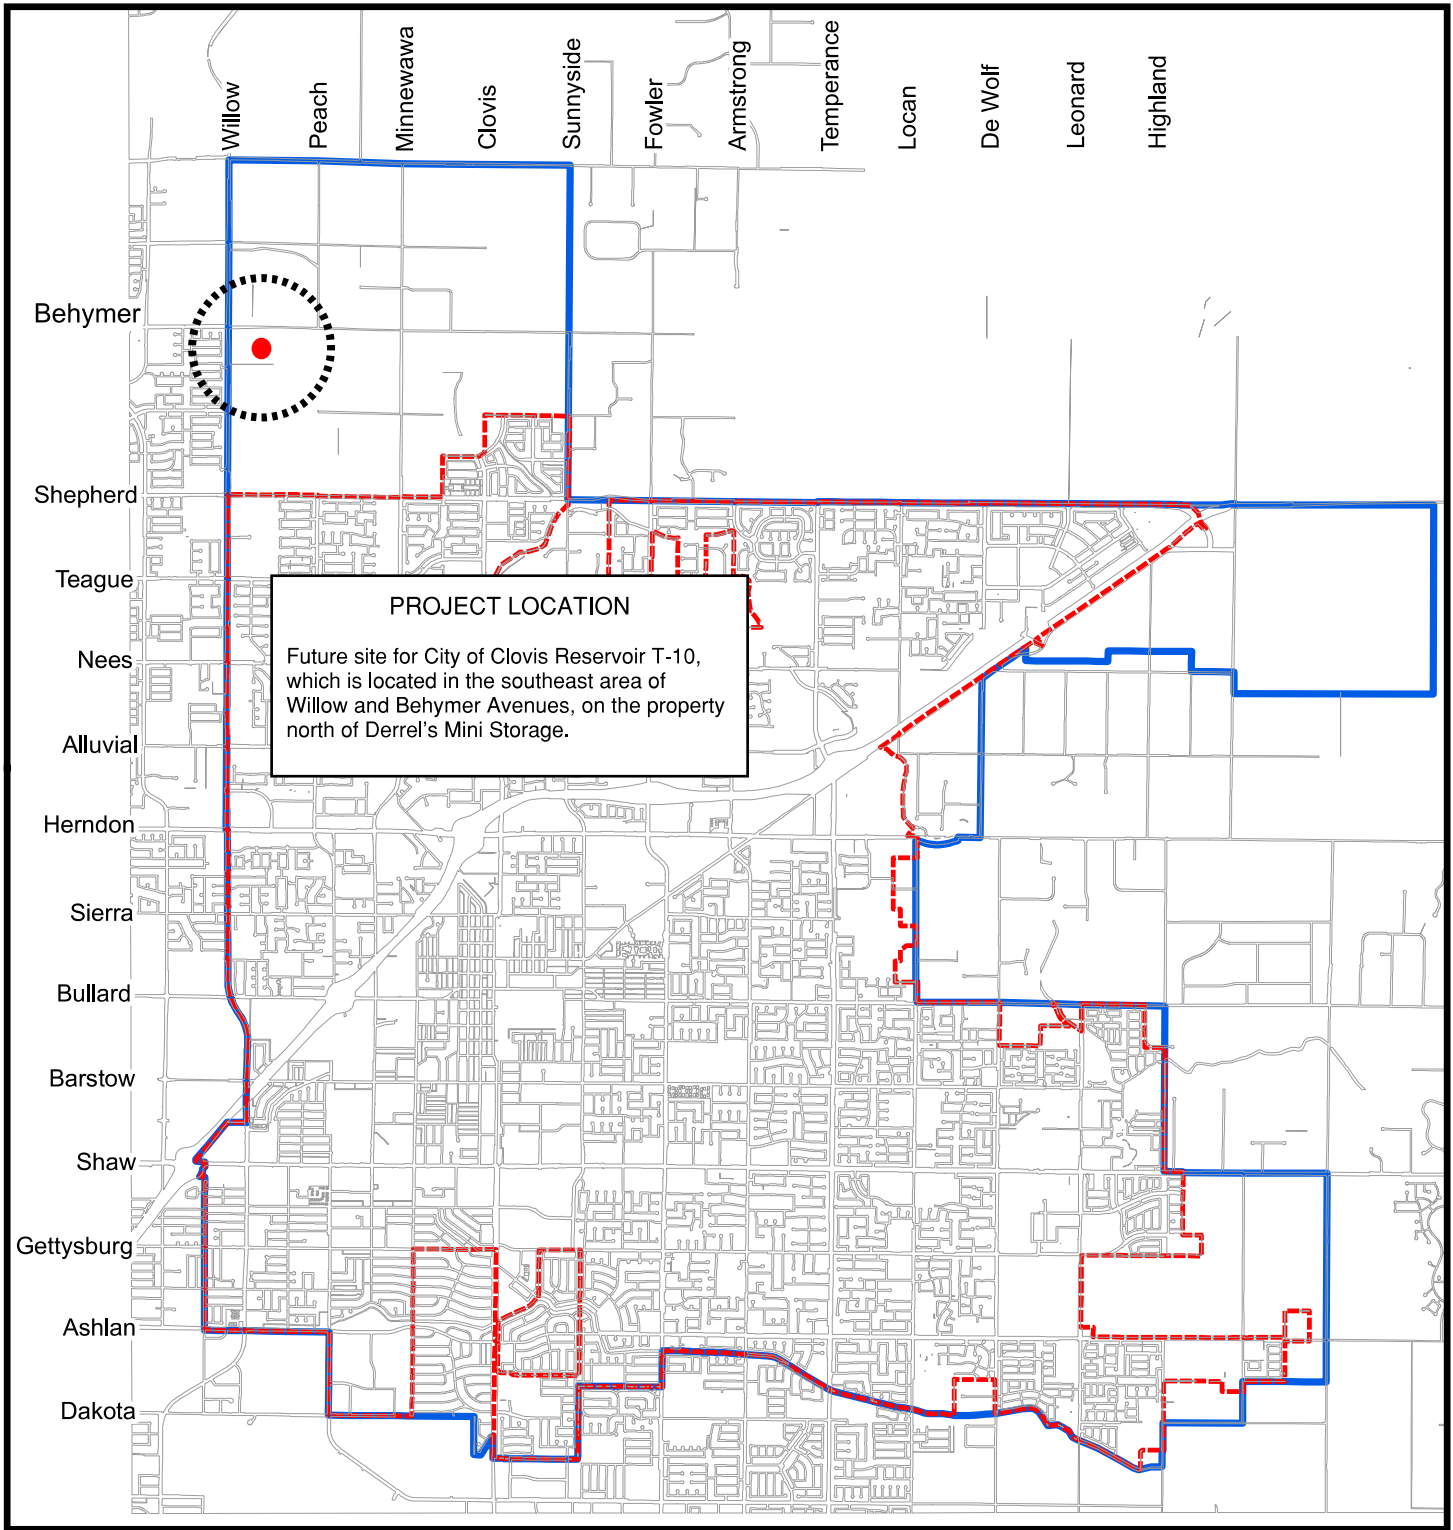 Willow
Peach
Minnewawa
Clovis
Sunnyside
Fowler
Armstrong
Temperance
Locan
De Wolf
Leonard
Highland
Behymer
Shepherd
Teague
Nees
Alluvial
Herndon
Sierra
Bullard
Barstow
Shaw
Gettysburg
Ashlan
Dakota
PROJECT LOCATION
Future site for City of Clovis Reservoir T-10,
which is located in the southeast area of
Willow and Behymer Avenues, on the property
north of Derrel's Mini Storage.